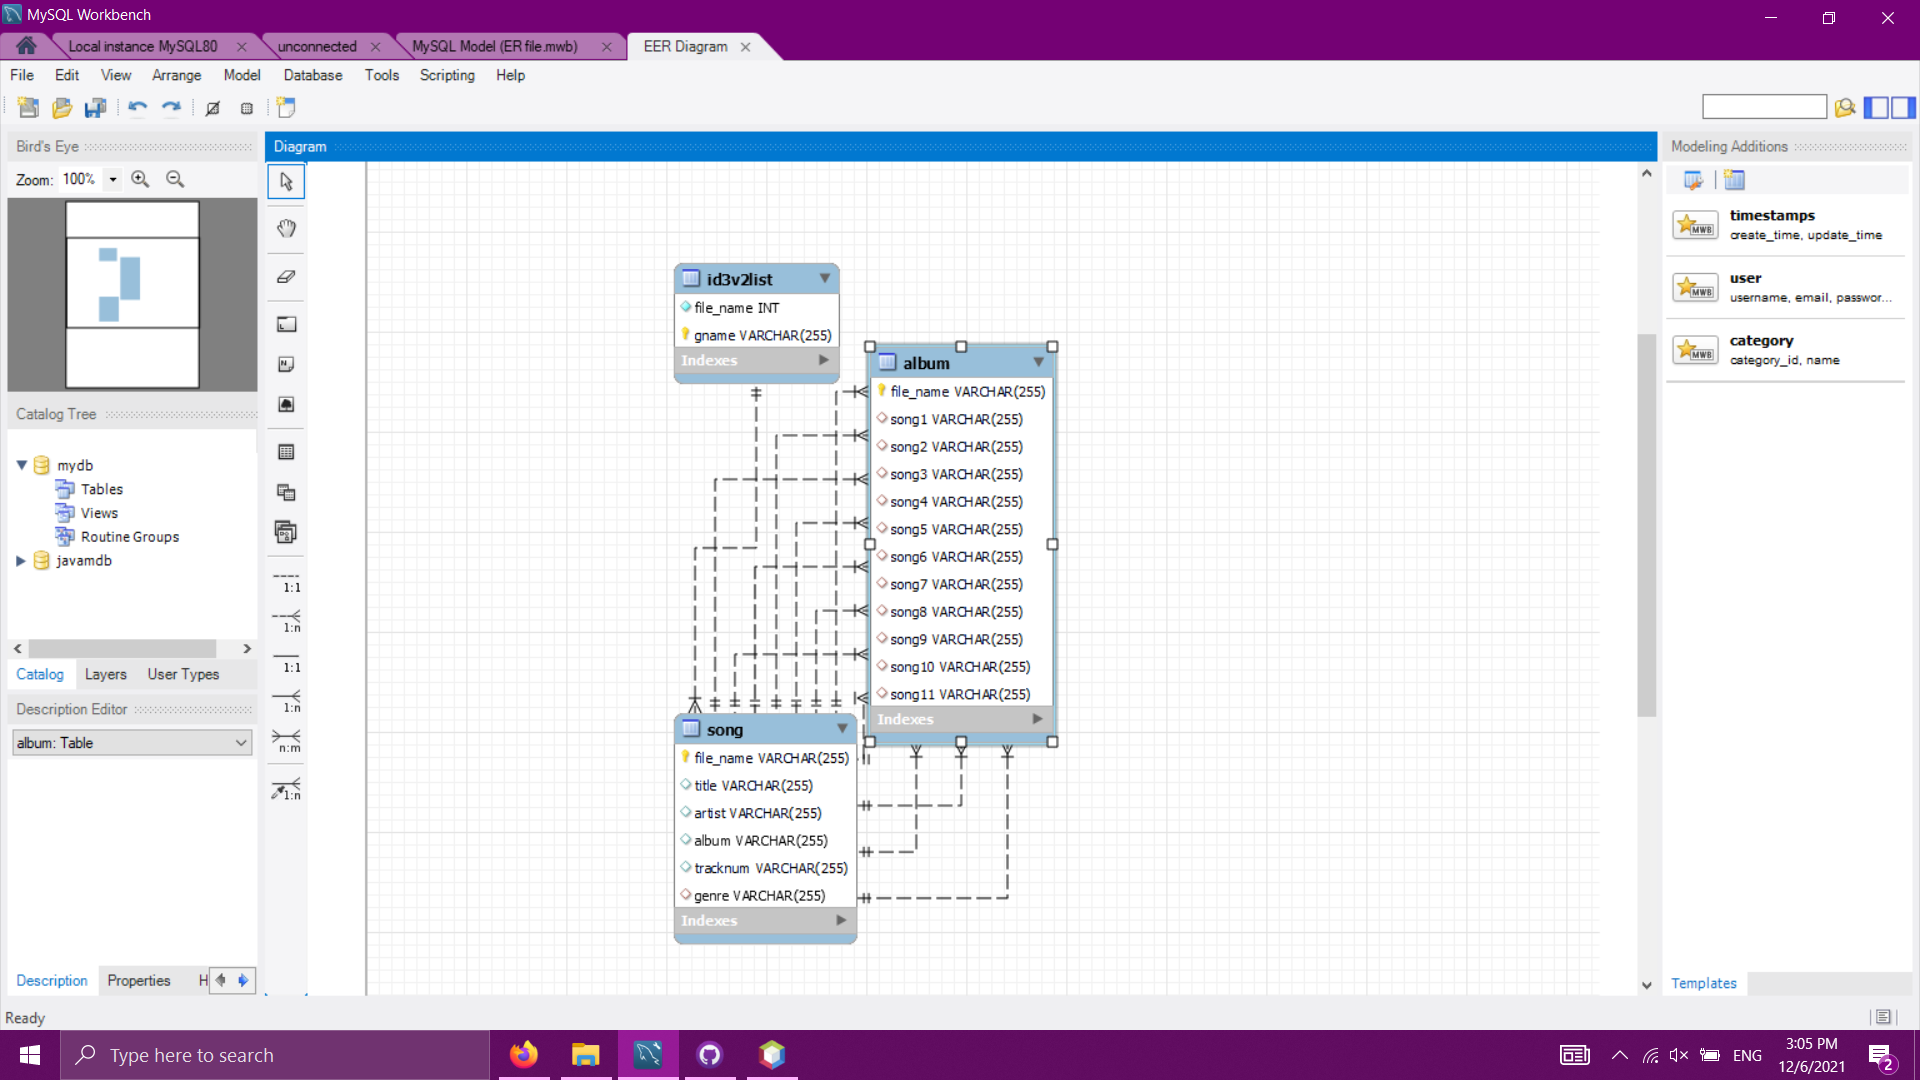 MySQL Workbench
Local instance MySQL80
unconnected
MySQL Model (ER file.mwb)
EER Diagram
File Edit View Arrange Model Database Tools Scripting Help
Bird's Eye
Zoom: 100%
Catalog Tree
mydb
Tables
Views
Routine Groups
javamdb
Catalog Layers User Types
Description Editor
album: Table
Description Properties H
Ready
Diagram
1:1
1:n
1:1
1:n
n:m
1:n
id3v2list
file_name INT
gname VARCHAR(255)
Indexes
album
file_name VARCHAR(255)
song1 VARCHAR(255)
song2 VARCHAR(255)
song3 VARCHAR(255)
song4 VARCHAR(255)
song5 VARCHAR(255)
song6 VARCHAR(255)
song7 VARCHAR(255)
song8 VARCHAR(255)
song9 VARCHAR(255)
song10 VARCHAR(255)
song11 VARCHAR(255)
Indexes
song
file_name VARCHAR(255)
title VARCHAR(255)
artist VARCHAR(255)
album VARCHAR(255)
tracknum VARCHAR(255)
genre VARCHAR(255)
Indexes
Modeling Additions
MWB
timestamps
create_time, update_time
MWB
user
username, email, passwor...
MWB
category
category_id, name
Templates
Type here to search
ENG
3:05 PM
12/6/2021
2